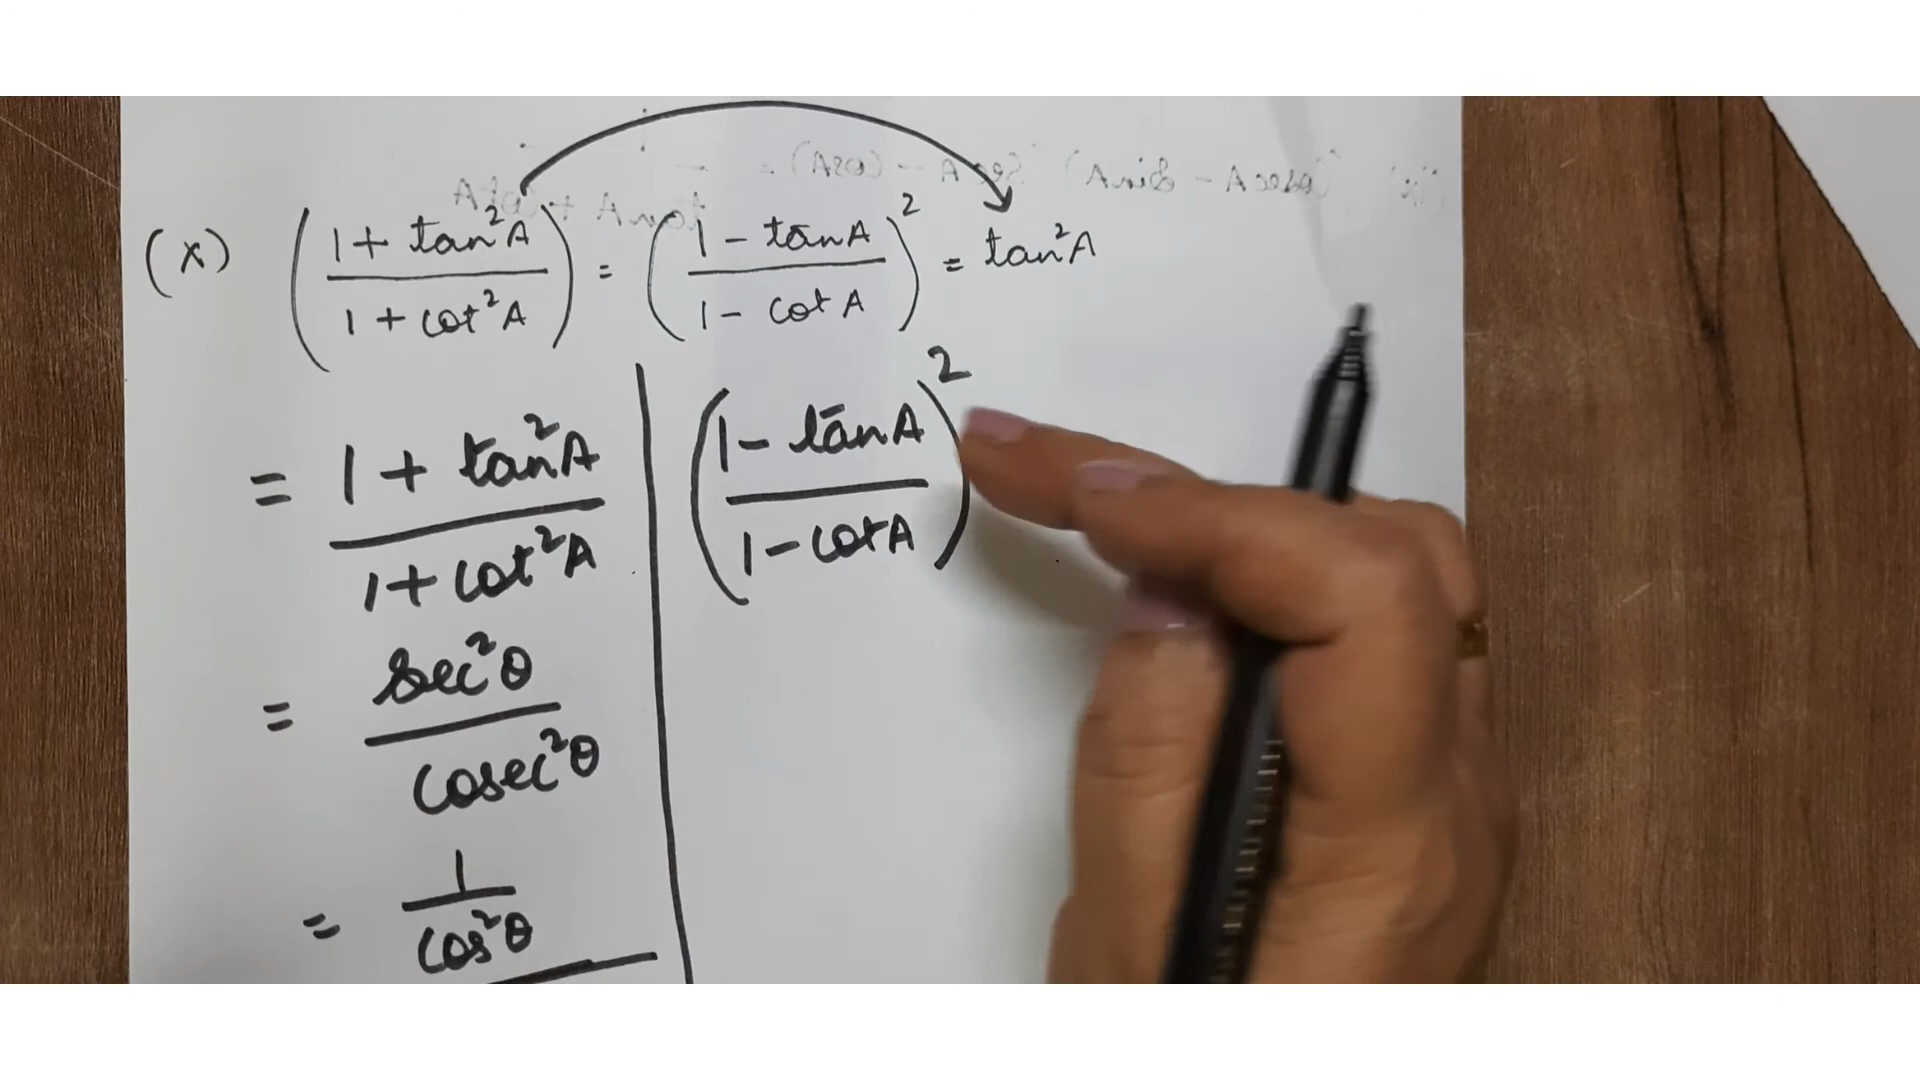 (x) (1 + tan²A / 1 + cot²A) = (1 - tanA / 1 - cot A)² = tan²A
= 1 + tan²A / 1 + cot²A
(1 - tanA / 1 - cotA)²
= sec²θ / cosec²θ
= 1 / cos²θ